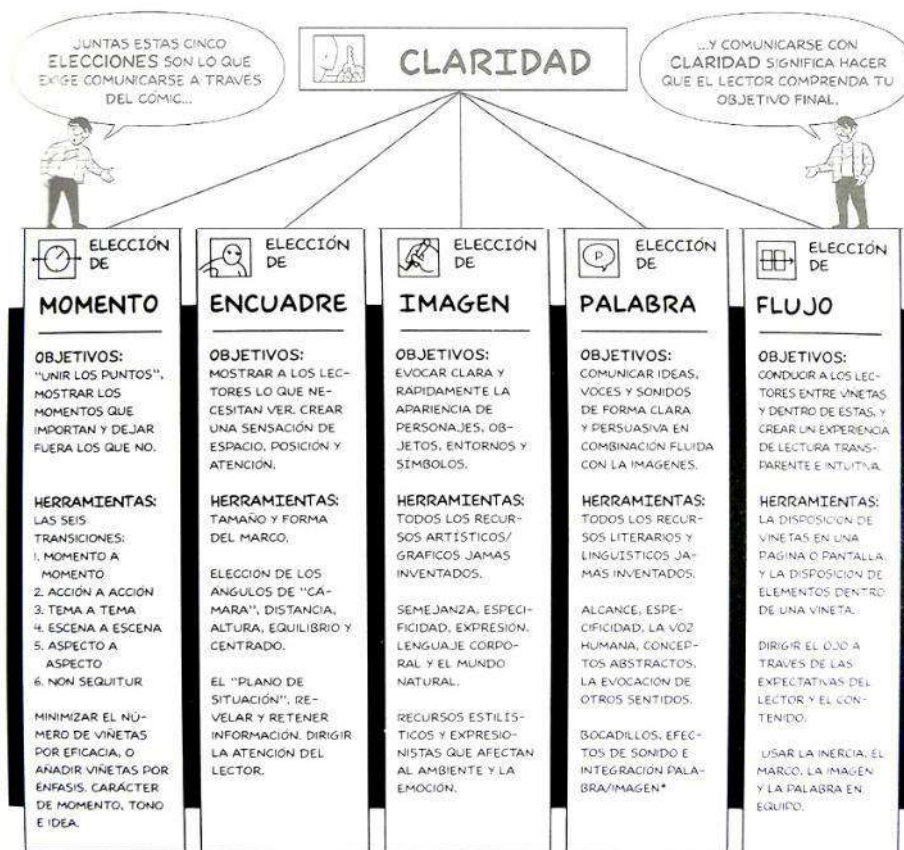 JUNTAS ESTAS CINCO
ELECCIONES SON LO QUE
EXIGE COMUNICARSE A TRAVÉS
DEL CÓMIC...
CLARIDAD
...Y COMUNICARSE CON
CLARIDAD SIGNIFICA HACER
QUE EL LECTOR COMPRENDA TU
OBJETIVO FINAL.
ELECCIÓN
DE
MOMENTO
OBJETIVOS:
"UNIR LOS PUNTOS",
MOSTRAR LOS
MOMENTOS QUE
IMPORTAN Y DEJAR
FUERA LOS QUE NO.
HERRAMIENTAS:
LAS SEIS
TRANSICIONES:
1. MOMENTO A
MOMENTO
2. ACCIÓN A ACCIÓN
3. TEMA A TEMA
4. ESCENA A ESCENA
5. ASPECTO A
ASPECTO
6. NON SEQUITUR
MINIMIZAR EL NÚ-
MERO DE VIÑETAS
POR EFICACIA, O
AÑADIR VIÑETAS POR
ÉNFASIS. CARÁCTER
DE MOMENTO, TONO
E IDEA.
ELECCIÓN
DE
ENCUADRE
OBJETIVOS:
MOSTRAR A LOS LEC-
TORES LO QUE NE-
CESITAN VER. CREAR
UNA SENSACIÓN DE
ESPACIO, POSICIÓN Y
ATENCIÓN.
HERRAMIENTAS:
TAMAÑO Y FORMA
DEL MARCO.
ELECCIÓN DE LOS
ÁNGULOS DE "CÁ-
MARA", DISTANCIA,
ALTURA, EQUILIBRIO Y
CENTRADO.
EL "PLANO DE
SITUACIÓN", RE-
VELAR Y RETENER
INFORMACIÓN. DIRIGIR
LA ATENCIÓN DEL
LECTOR.
ELECCIÓN
DE
IMAGEN
OBJETIVOS:
EVOCAR CLARA Y
RÁPIDAMENTE LA
APARIENCIA DE
PERSONAJES, OB-
JETOS, ENTORNOS Y
SÍMBOLOS.
HERRAMIENTAS:
TODOS LOS RECUR-
SOS ARTÍSTICOS/
GRÁFICOS JAMÁS
INVENTADOS.
SEMEJANZA, ESPECI-
FICIDAD, EXPRESIÓN.
LENGUAJE CORPO-
RAL Y EL MUNDO
NATURAL.
RECURSOS ESTILÍS-
TICOS Y EXPRESIO-
NISTAS QUE AFECTAN
AL AMBIENTE Y LA
EMOCIÓN.
P.
ELECCIÓN
DE
PALABRA
OBJETIVOS:
COMUNICAR IDEAS,
VOCES Y SONIDOS
DE FORMA CLARA
Y PERSUASIVA EN
COMBINACIÓN FLUIDA
CON LA IMÁGENES.
HERRAMIENTAS:
TODOS LOS RECUR-
SOS LITERARIOS Y
LINGÜÍSTICOS JA-
MÁS INVENTADOS.
ALCANCE, ESPE-
CIFICIDAD, LA VOZ
HUMANA, CONCEP-
TOS ABSTRACTOS.
LA EVOCACIÓN DE
OTROS SENTIDOS.
BOCADILLOS, EFEC-
TOS DE SONIDO E
INTEGRACIÓN PALA-
BRA/IMAGEN*
ELECCIÓN
DE
FLUJO
OBJETIVOS:
CONDUCIR A LOS LEC-
TORES ENTRE VIÑETAS
Y DENTRO DE ESTAS, Y
CREAR UN EXPERIENCIA
DE LECTURA TRANS-
PARENTE E INTUITIVA.
HERRAMIENTAS:
LA DISPOSICIÓN DE
VIÑETAS EN UNA
PÁGINA O PANTALLA,
Y LA DISPOSICIÓN DE
ELEMENTOS DENTRO
DE UNA VIÑETA.
DIRIGIR EL OJO A
TRAVÉS DE LAS
EXPECTATIVAS DEL
LECTOR Y EL CON-
TENIDO.
USAR LA INERCIA, EL
MARCO, LA IMAGEN
Y LA PALABRA EN
EQUIPO.